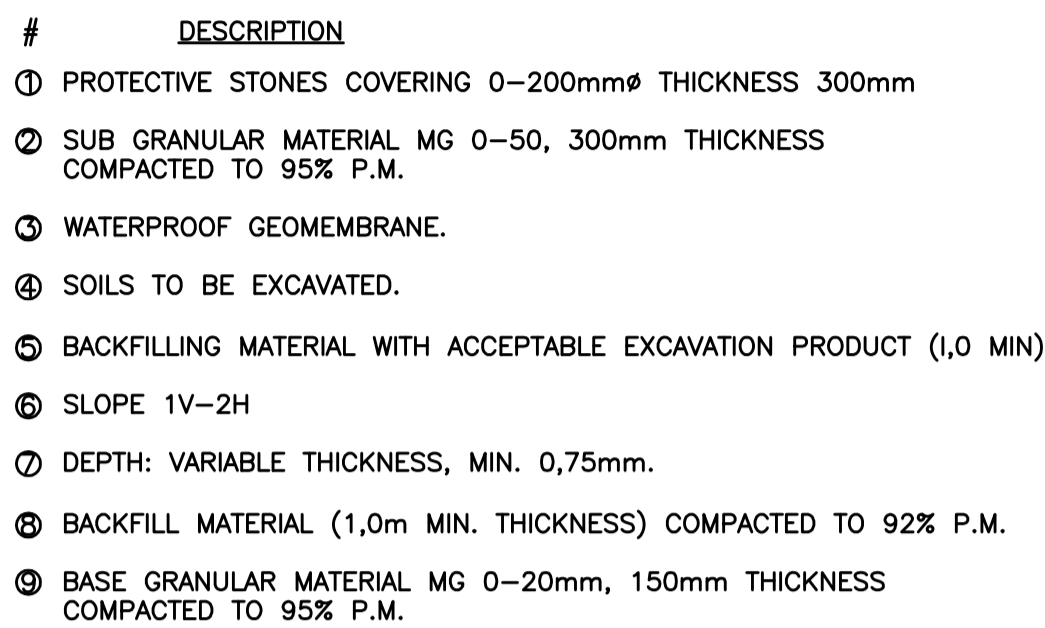 # DESCRIPTION
① PROTECTIVE STONES COVERING 0-200mmø THICKNESS 300mm
② SUB GRANULAR MATERIAL MG 0-50, 300mm THICKNESS
COMPACTED TO 95% P.M.
③ WATERPROOF GEOMEMBRANE.
④ SOILS TO BE EXCAVATED.
⑤ BACKFILLING MATERIAL WITH ACCEPTABLE EXCAVATION PRODUCT (I,0 MIN)
⑥ SLOPE 1V-2H
⑦ DEPTH: VARIABLE THICKNESS, MIN. 0,75mm.
⑧ BACKFILL MATERIAL (1,0m MIN. THICKNESS) COMPACTED TO 92% P.M.
⑨ BASE GRANULAR MATERIAL MG 0-20mm, 150mm THICKNESS
COMPACTED TO 95% P.M.